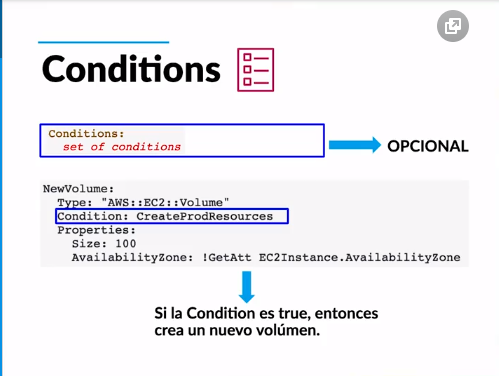 Conditions
Conditions:
  set of conditions
OPCIONAL
NewVolume:
  Type: "AWS::EC2::Volume"
  Condition: CreateProdResources
  Properties:
    Size: 100
    AvailabilityZone: !GetAtt EC2Instance.AvailabilityZone
Si la Condition es true, entonces
crea un nuevo volúmen.